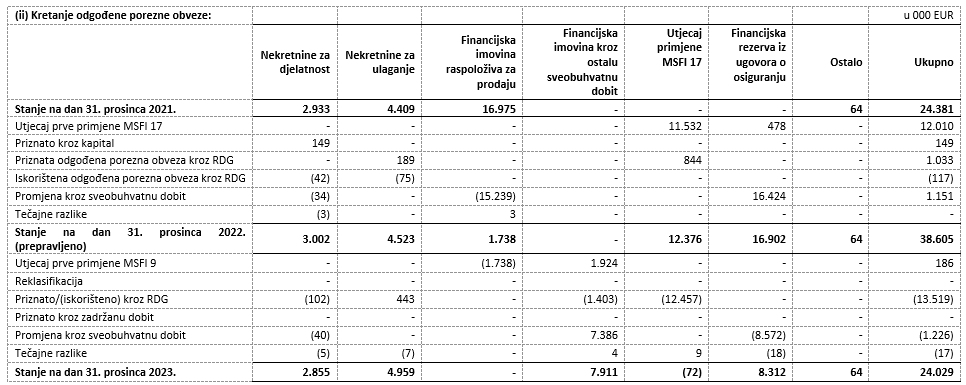 (ii) Kretanje odgođene porezne obveze: u 000 EUR
Nekretnine za djelatnost Nekretnine za ulaganje Financijska imovina raspoloživa za prodaju Financijska imovina kroz ostalu sveobuhvatnu dobit Utjecaj primjene MSFI 17 Financijska rezerva iz ugovora o osiguranju Ostalo Ukupno
Stanje na dan 31. prosinca 2021. 2.933 4.409 16.975 - - - 64 24.381
Utjecaj prve primjene MSFI 17 - - - - 11.532 478 - 12.010
Priznato kroz kapital 149 - - - - - - 149
Priznata odgođena porezna obveza kroz RDG - 189 - - 844 - - 1.033
Iskorištena odgođena porezna obveza kroz RDG (42) (75) - - - - - (117)
Promjena kroz sveobuhvatnu dobit (34) - (15.239) - - 16.424 - 1.151
Tečajne razlike (3) - 3 - - - - -
Stanje na dan 31. prosinca 2022.
(prepravljeno) 3.002 4.523 1.738 - 12.376 16.902 64 38.605
Utjecaj prve primjene MSFI 9 - - (1.738) 1.924 - - - 186
Reklasifikacija - - - - - - - -
Priznato/(iskorišteno) kroz RDG (102) 443 - (1.403) (12.457) - - (13.519)
Priznato kroz zadržanu dobit - - - - - - - -
Promjena kroz sveobuhvatnu dobit (40) - - 7.386 - (8.572) - (1.226)
Tečajne razlike (5) (7) - 4 9 (18) - (17)
Stanje na dan 31. prosinca 2023. 2.855 4.959 - 7.911 (72) 8.312 64 24.029